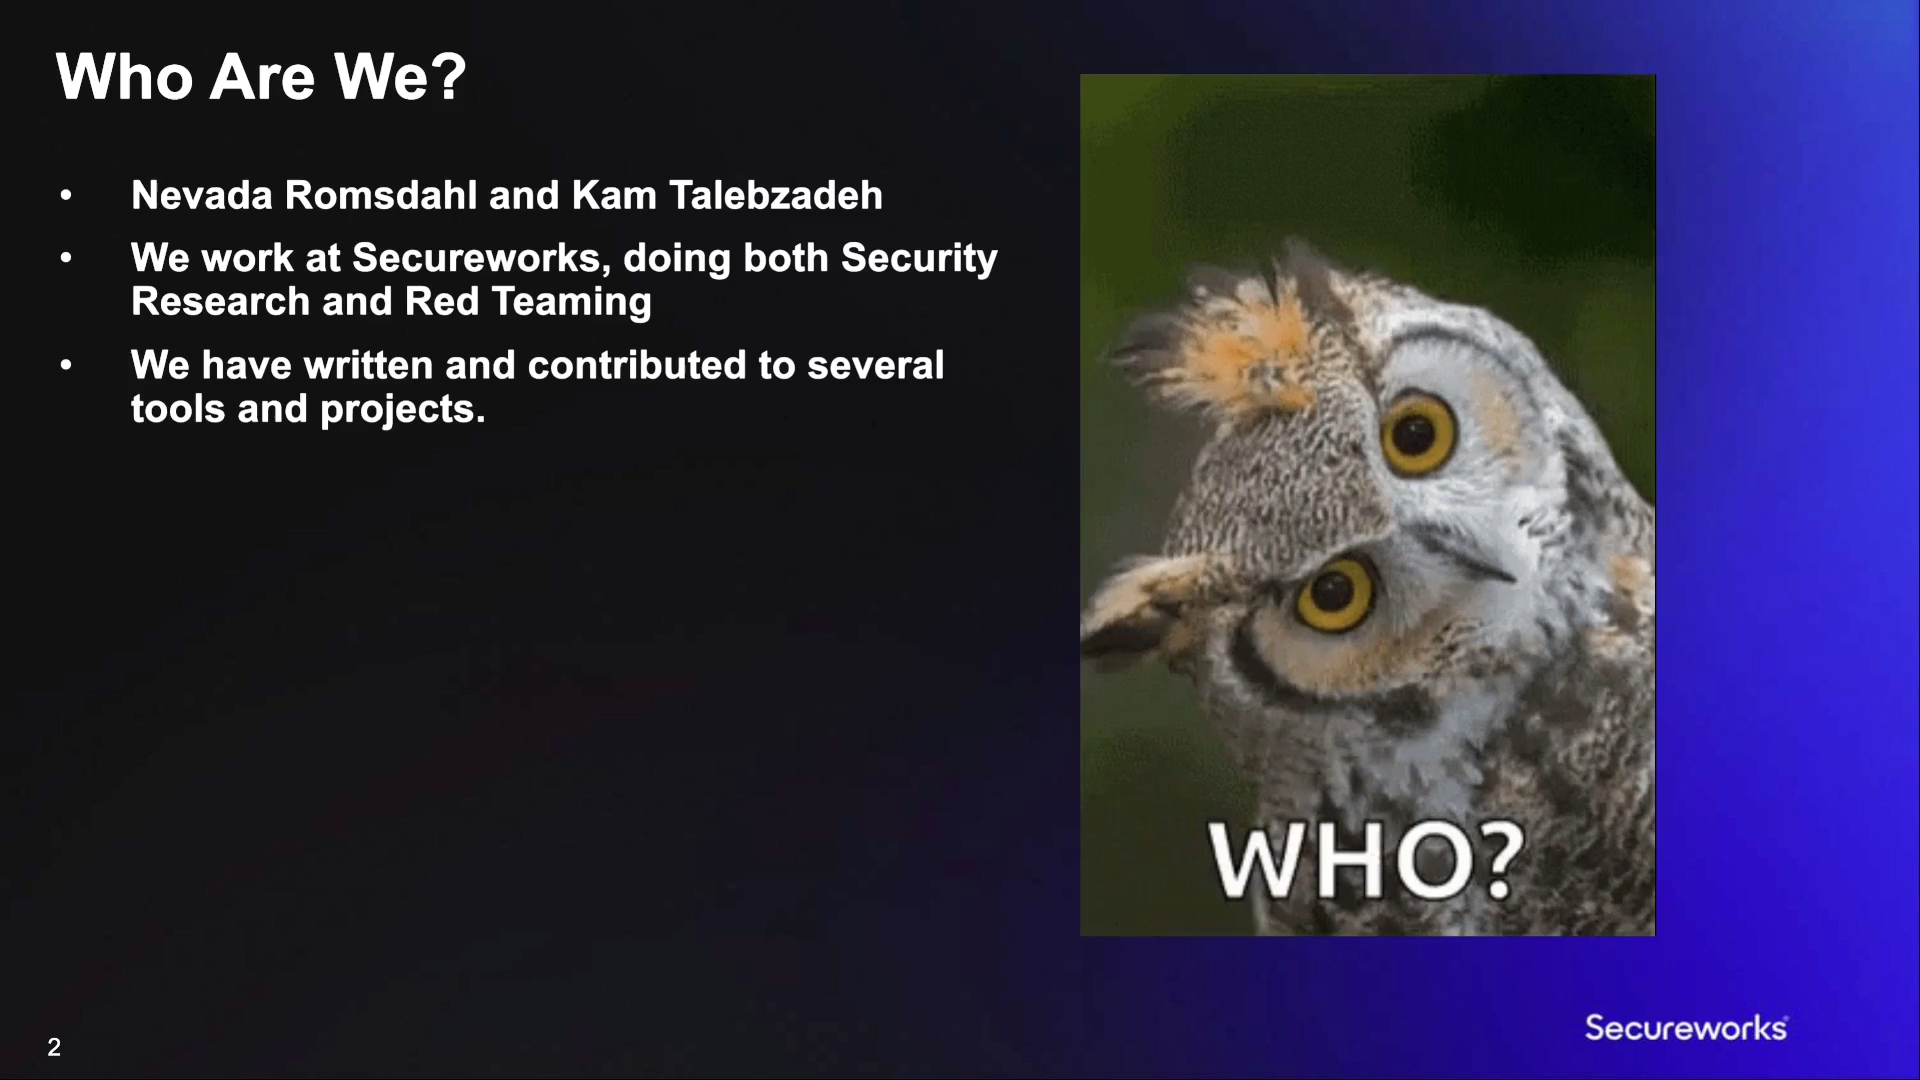 Who Are We?
• Nevada Romsdahl and Kam Talebzadeh
• We work at Secureworks, doing both Security
Research and Red Teaming
• We have written and contributed to several
tools and projects.
WHO?
Secureworks
2